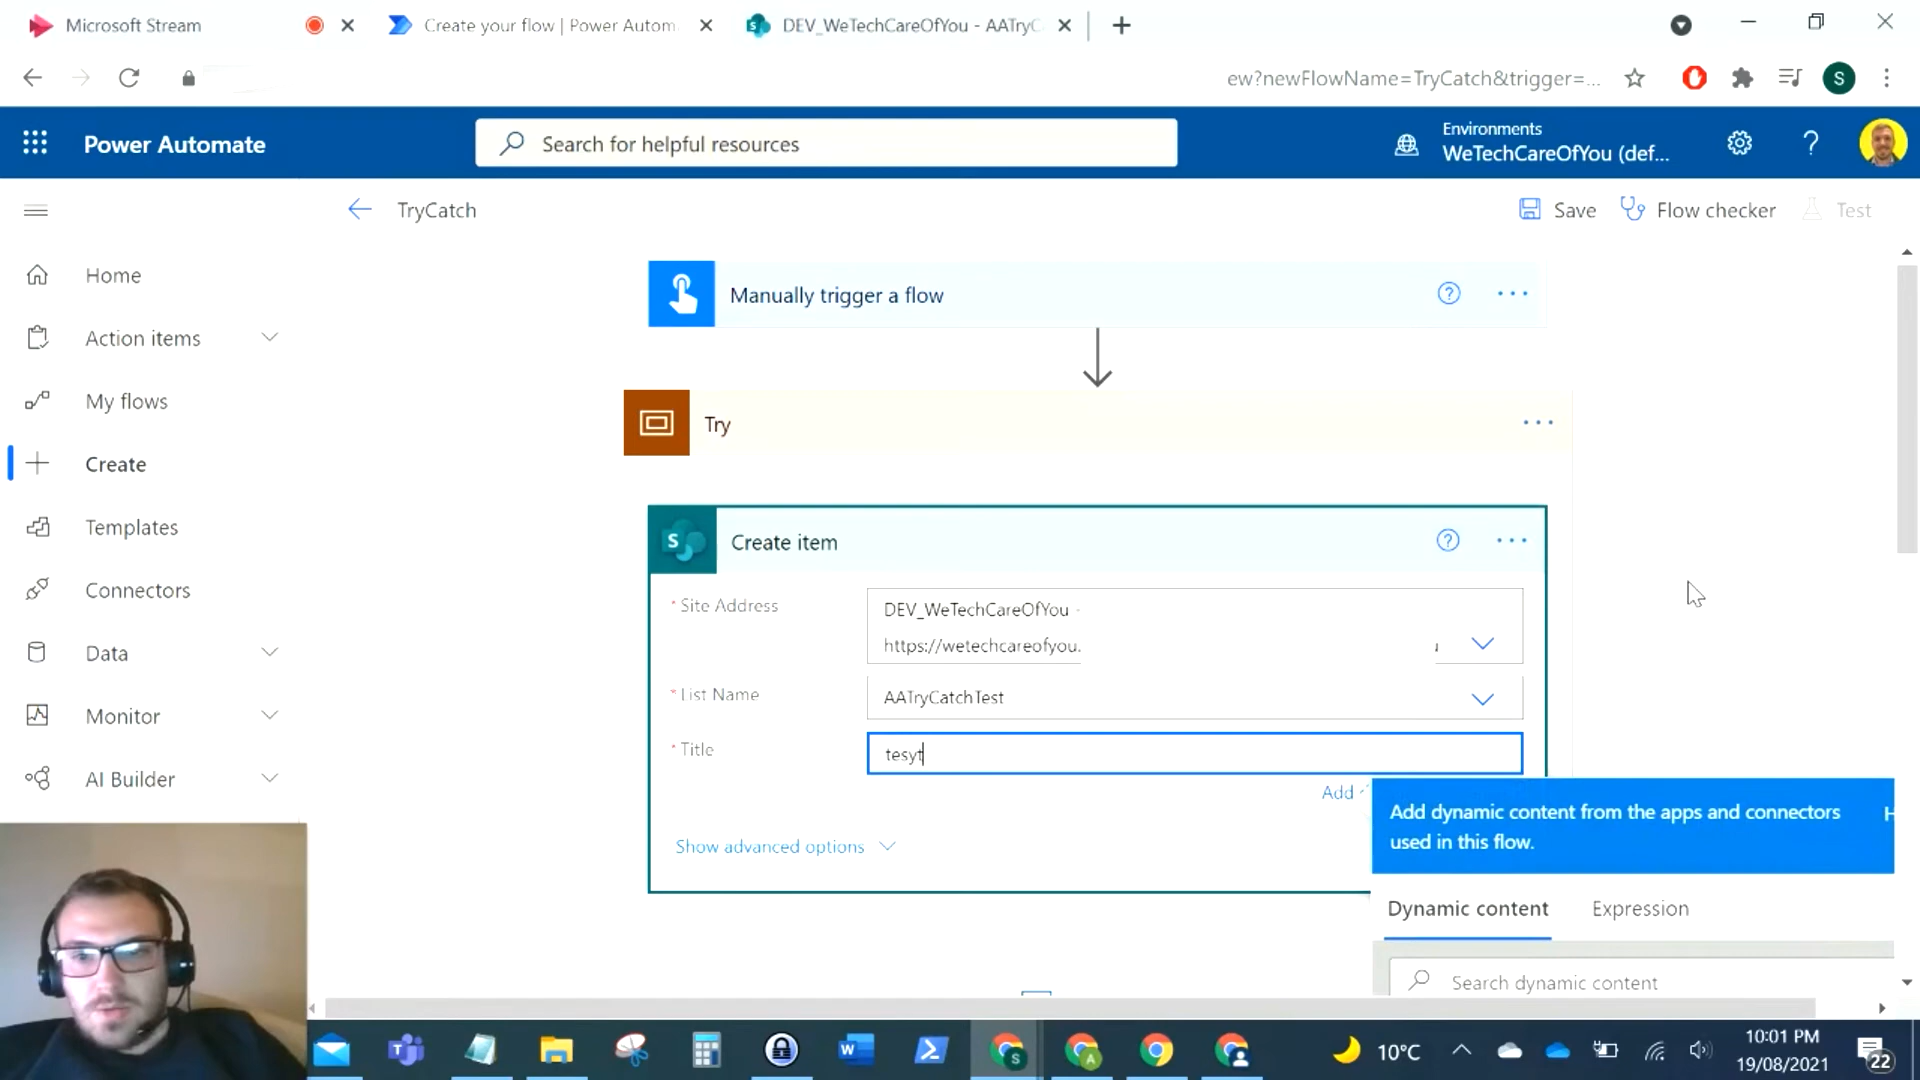 Microsoft Stream
Create your flow | Power Autom
DEV_WeTechCareOfYou - AATryC
ew?newFlowName=TryCatch&trigger=...
S
Power Automate
Search for helpful resources
Environments
WeTechCareOfYou (def...
TryCatch
Save
Flow checker
Test
Home
Action items
My flows
Create
Templates
Connectors
Data
Monitor
AI Builder
Manually trigger a flow
Try
S
Create item
* Site Address
DEV_WeTechCareOfYou -
https://wetechcareofyou.
* List Name
AATryCatchTest
* Title
tesyt
Add
Show advanced options
Add dynamic content from the apps and connectors
used in this flow.
Dynamic content
Expression
Search dynamic content
10°C
10:01 PM
19/08/2021
22